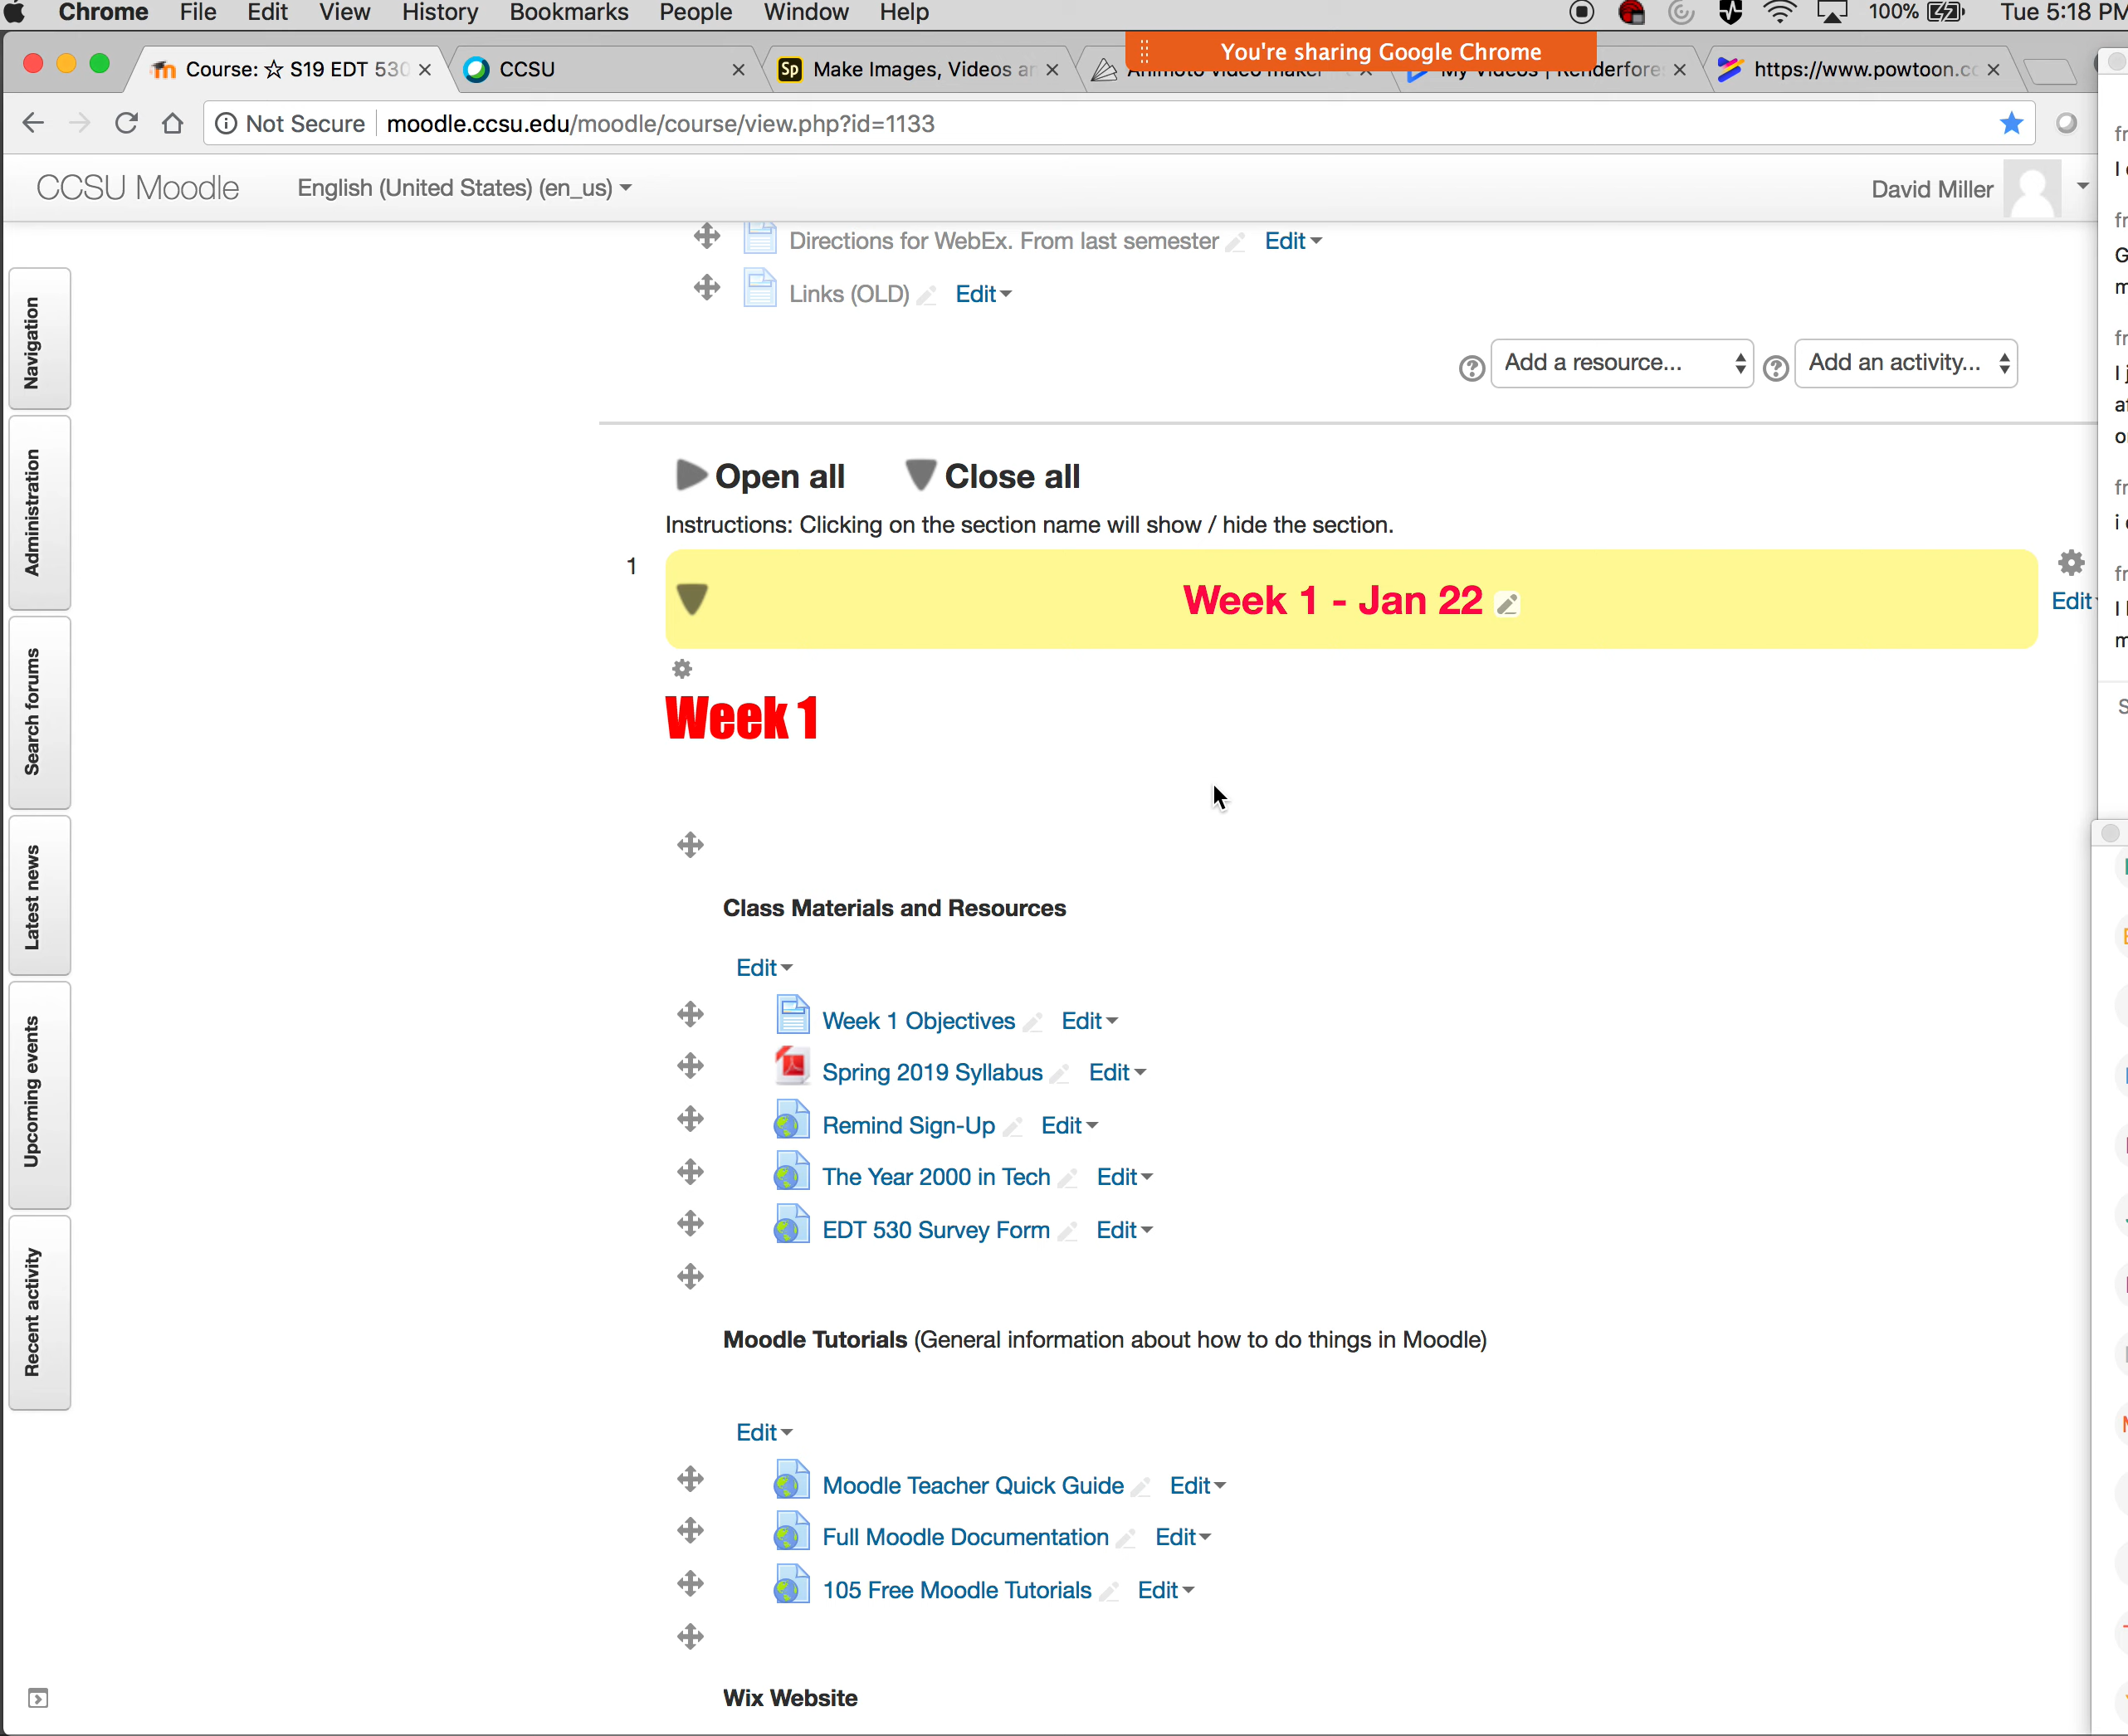 Chrome File Edit View History Bookmarks People Window Help 100% Tue 5:18 PM
You're sharing Google Chrome
Course: ☆ S19 EDT 530 CCSU Sp Make Images, Videos ar My Videos | Renderfore https://www.powtoon.cc
Not Secure moodle.ccsu.edu/moodle/course/view.php?id=1133
CCSU Moodle English (United States) (en_us) David Miller
Navigation
Administration
Search forums
Latest news
Upcoming events
Recent activity
Directions for WebEx. From last semester Edit
Links (OLD) Edit
Add a resource... Add an activity...
Open all Close all
Instructions: Clicking on the section name will show / hide the section.
1
Week 1 - Jan 22
Edit
Week 1
Class Materials and Resources
Edit
Week 1 Objectives Edit
Spring 2019 Syllabus Edit
Remind Sign-Up Edit
The Year 2000 in Tech Edit
EDT 530 Survey Form Edit
Moodle Tutorials (General information about how to do things in Moodle)
Edit
Moodle Teacher Quick Guide Edit
Full Moodle Documentation Edit
105 Free Moodle Tutorials Edit
Wix Website